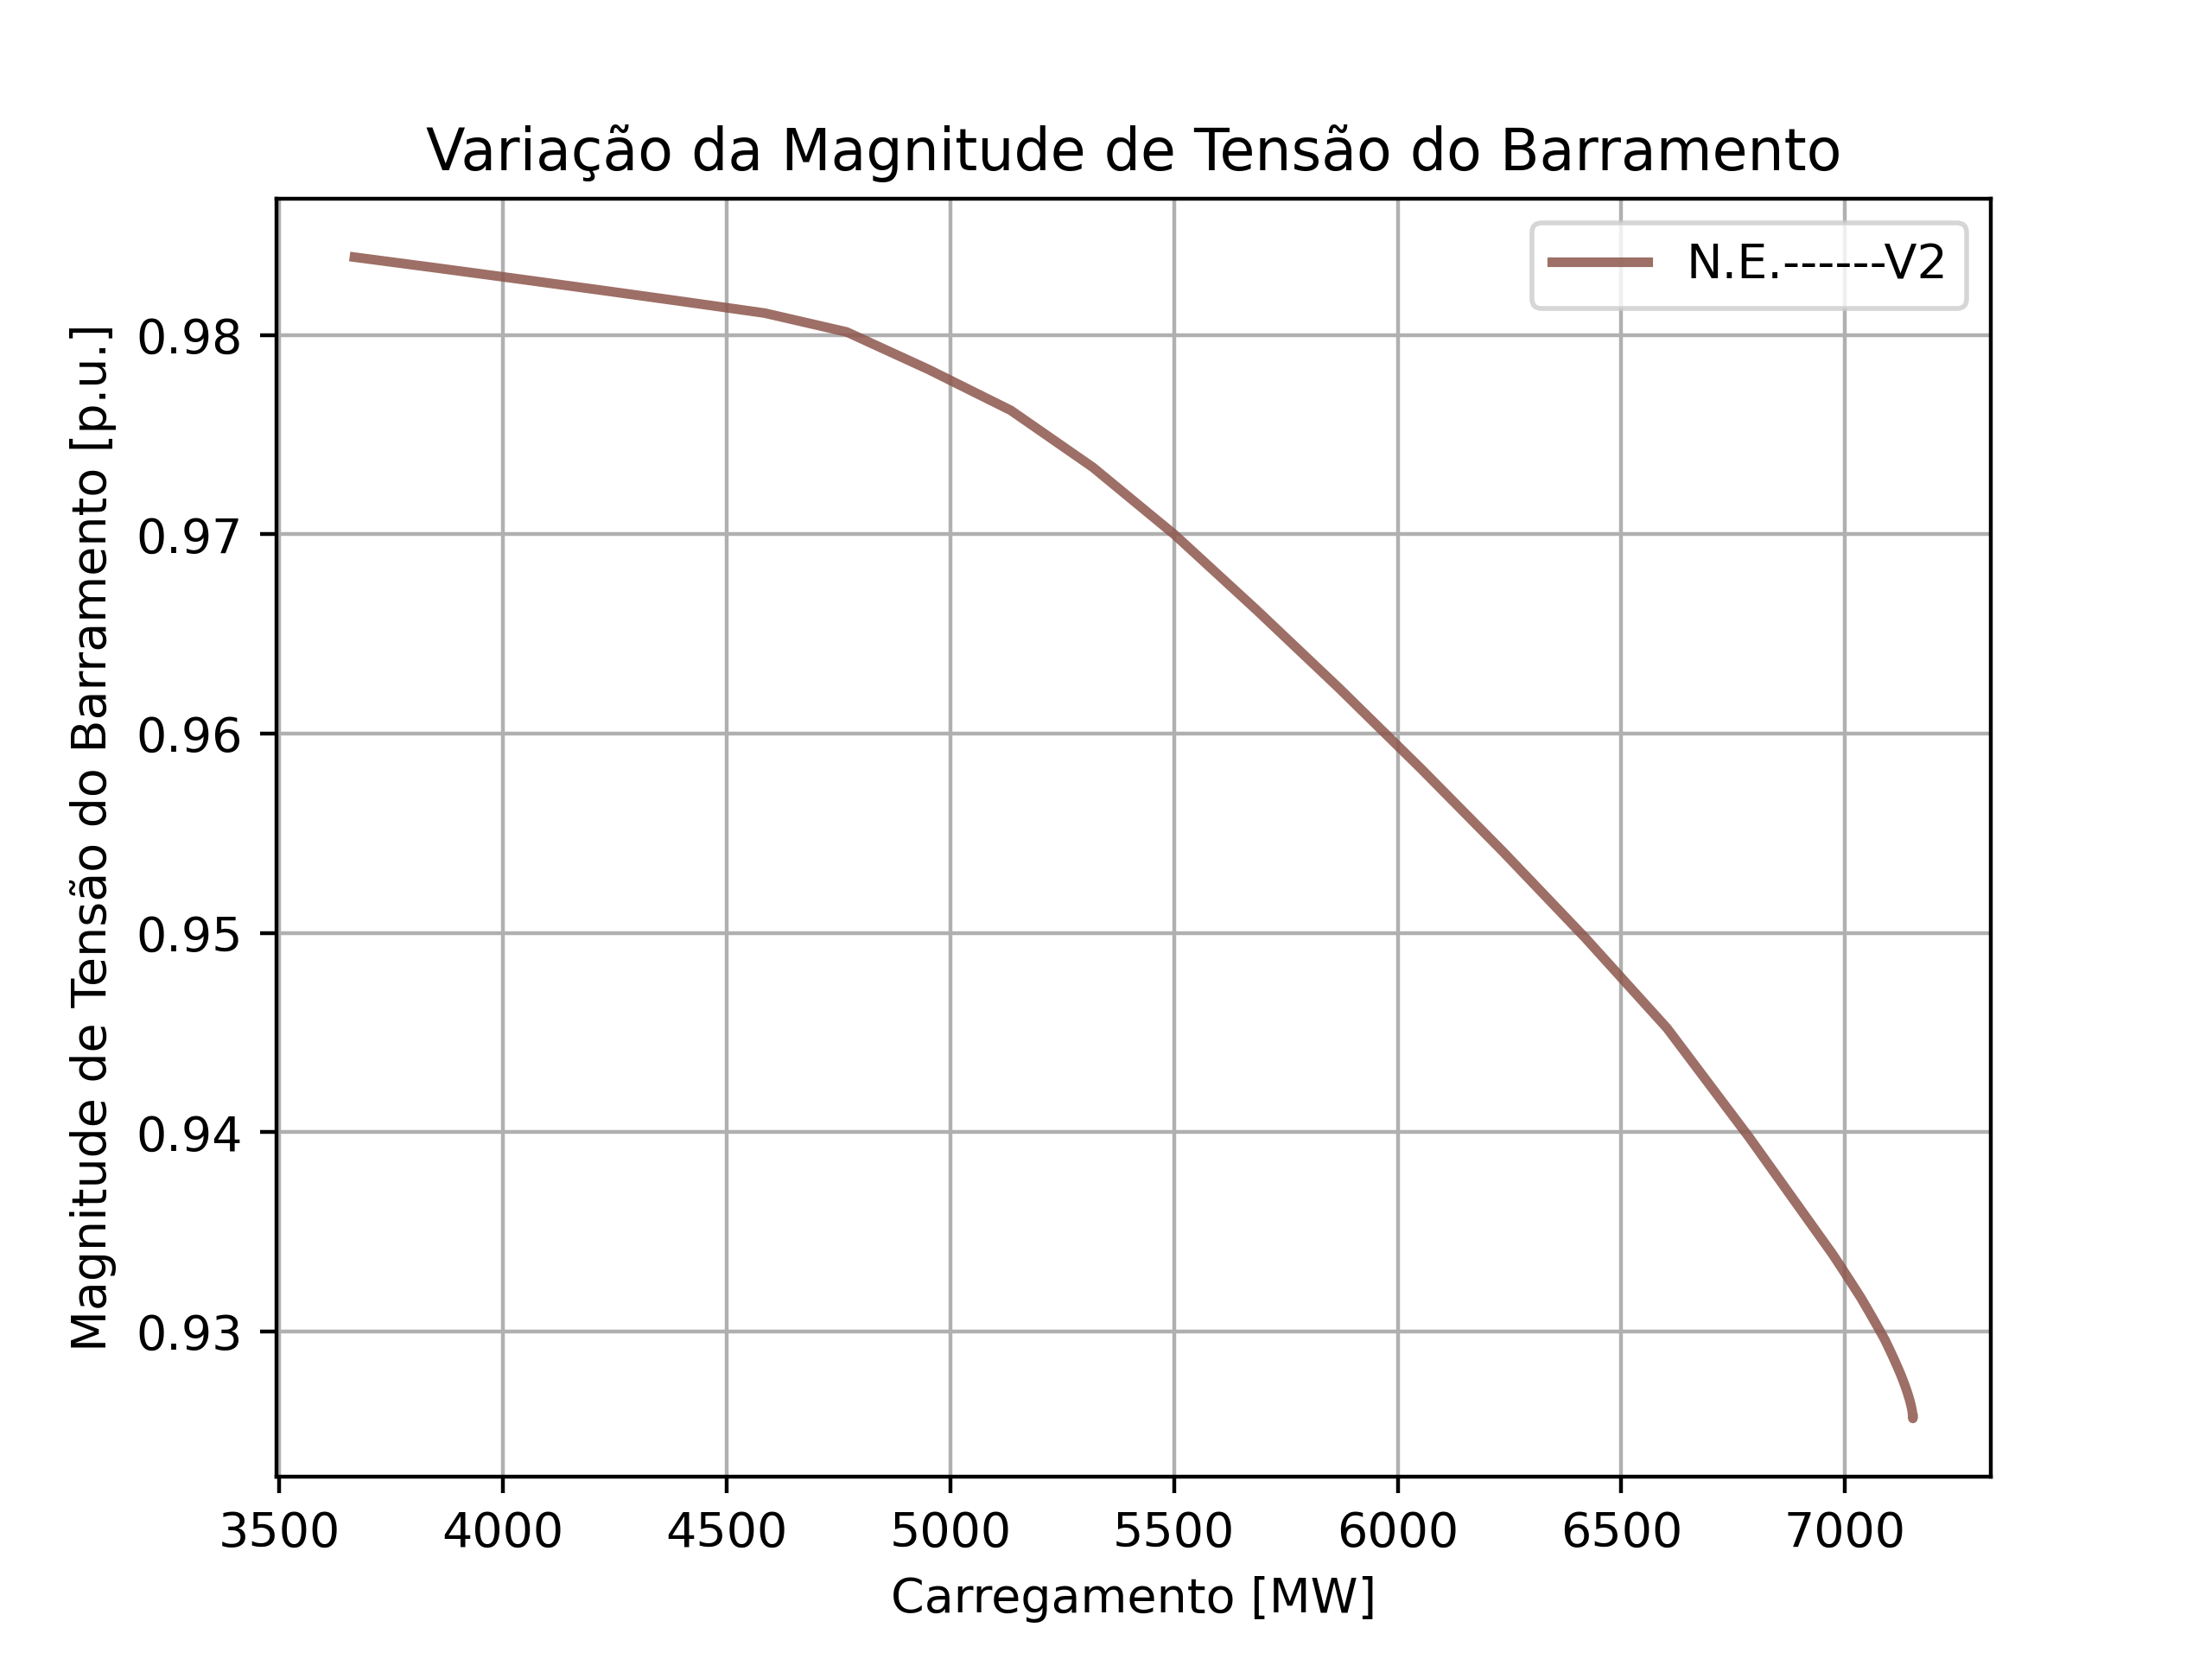 Variação da Magnitude de Tensão do Barramento
N.E.------V2
Magnitude de Tensão do Barramento [p.u.]
0.98
0.97
0.96
0.95
0.94
0.93
3500 4000 4500 5000 5500 6000 6500 7000
Carregamento [MW]